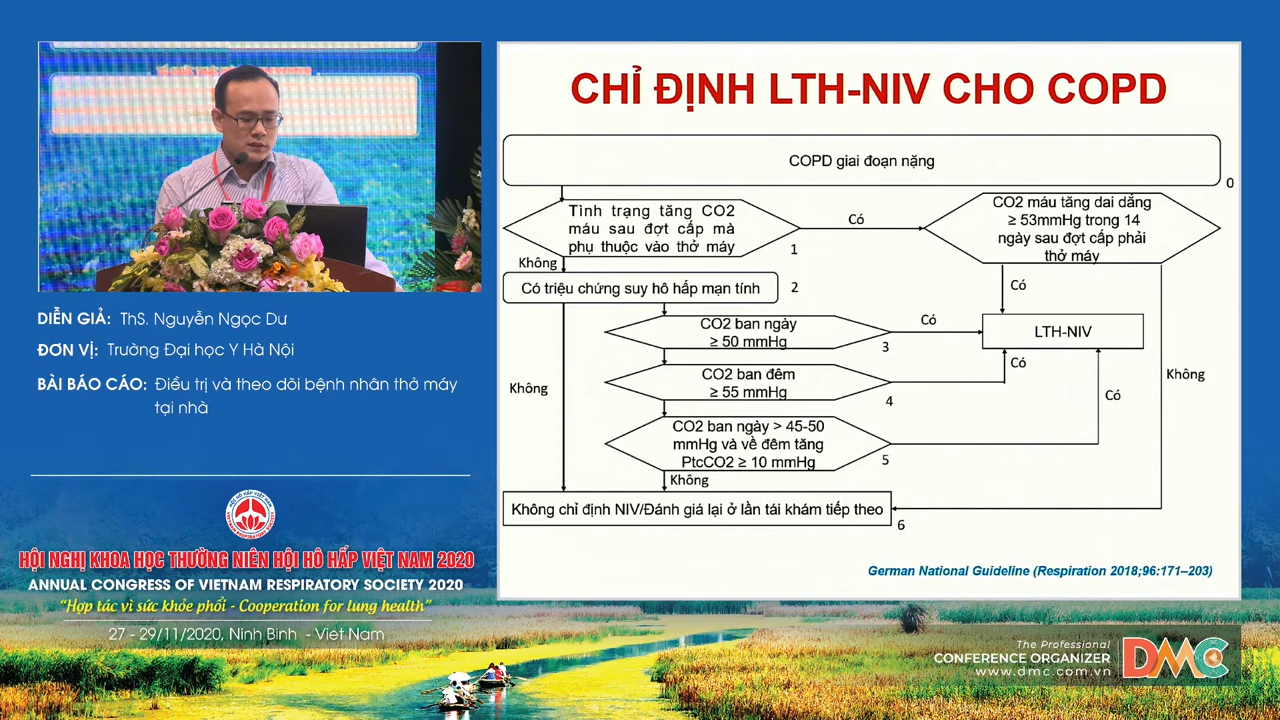 CHỈ ĐỊNH LTH-NIV CHO COPD
COPD giai đoạn nặng
0
Tình trạng tăng CO2
máu sau đợt cấp mà
phụ thuộc vào thở máy
1
Có
CO2 máu tăng dai dẳng
≥ 53mmHg trong 14
ngày sau đợt cấp phải
thở máy
Không
Có triệu chứng suy hô hấp mạn tính
2
Có
CO2 ban ngày
≥ 50 mmHg
3
Có
LTH-NIV
CO2 ban đêm
≥ 55 mmHg
4
Có
Không
Không
CO2 ban ngày > 45-50
mmHg và về đêm tăng
PtcCO2 ≥ 10 mmHg
5
Có
Không
Không chỉ định NIV/Đánh giá lại ở lần tái khám tiếp theo
6
German National Guideline (Respiration 2018;96:171–203)
DIỄN GIẢ: ThS. Nguyễn Ngọc Dư
ĐƠN VỊ: Trường Đại học Y Hà Nội
BÀI BÁO CÁO: Điều trị và theo dõi bệnh nhân thở máy
tại nhà
HỘI HÔ HẤP VIỆT NAM
VIETNAM RESPIRATORY SOCIETY
HỘI NGHỊ KHOA HỌC THƯỜNG NIÊN HỘI HÔ HẤP VIỆT NAM 2020
ANNUAL CONGRESS OF VIETNAM RESPIRATORY SOCIETY 2020
“Hợp tác vì sức khỏe phổi - Cooperation for lung health”
27 - 29/11/2020, Ninh Bình - Việt Nam
The Professional
CONFERENCE ORGANIZER
www.dmc.com.vn
DMC